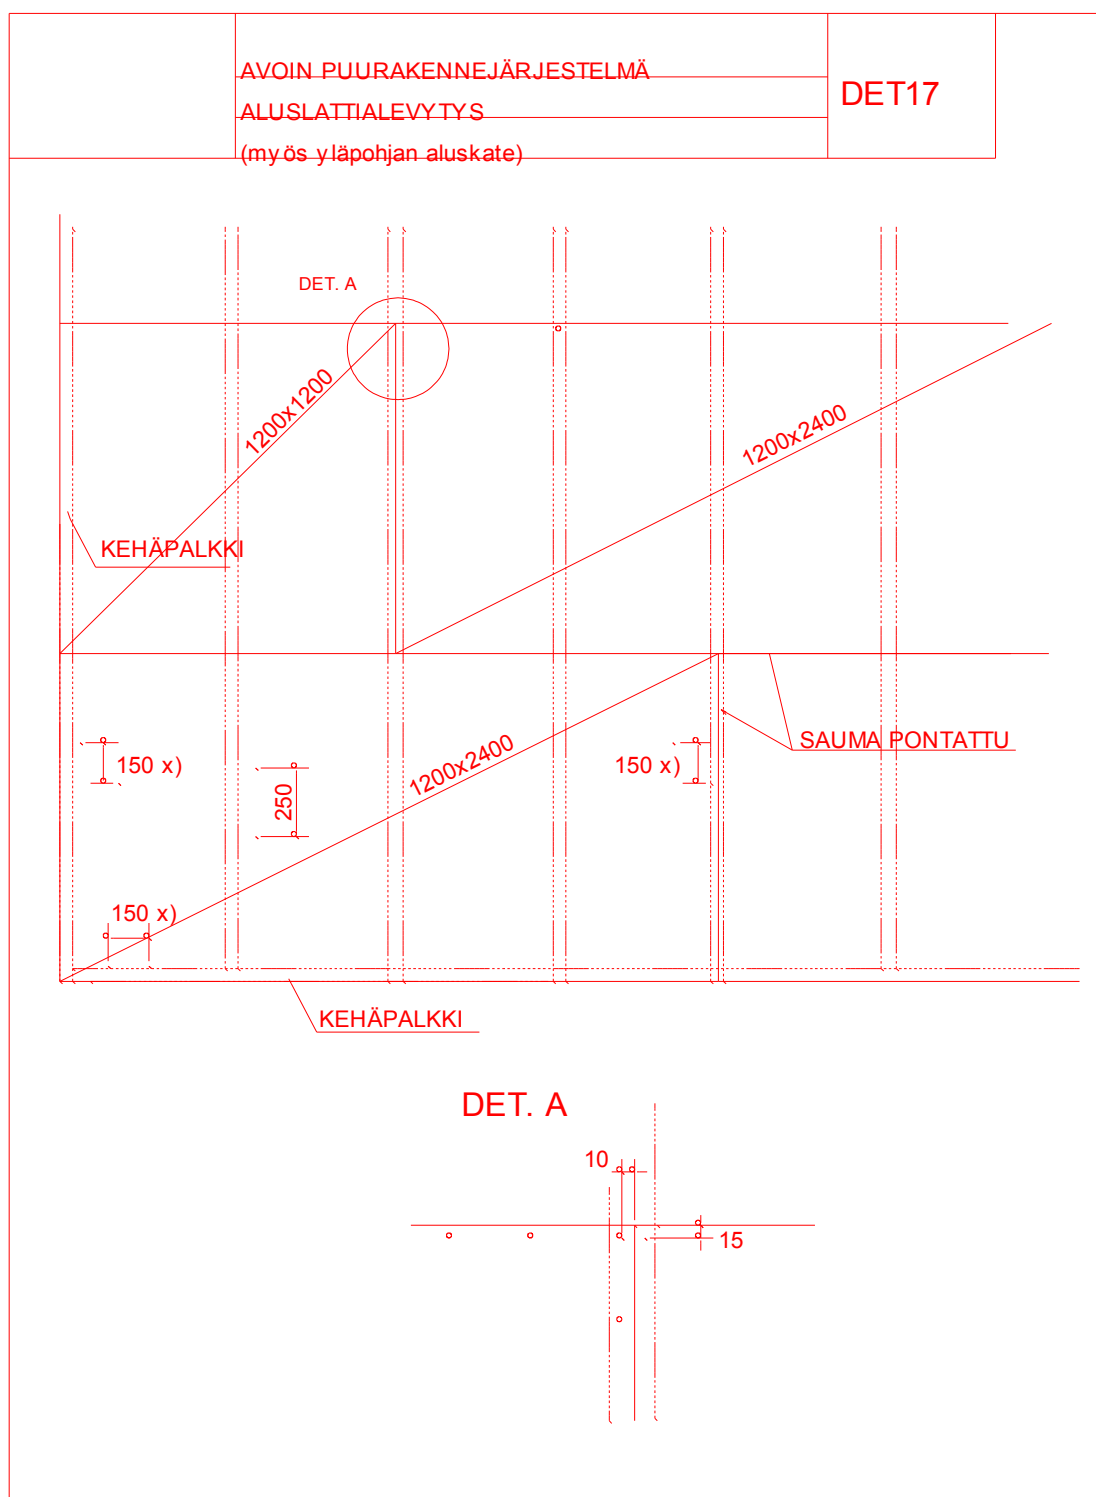 AVOIN PUURAKENNEJÄRJESTELMÄ
ALUSLATTIALEVYTYS
(myös yläpohjan aluskate)
DET17
DET. A
1200x1200
1200x2400
KEHÄPALKKI
SAUMA PONTATTU
150 x)
250
1200x2400
150 x)
150 x)
KEHÄPALKKI
DET. A
10
15